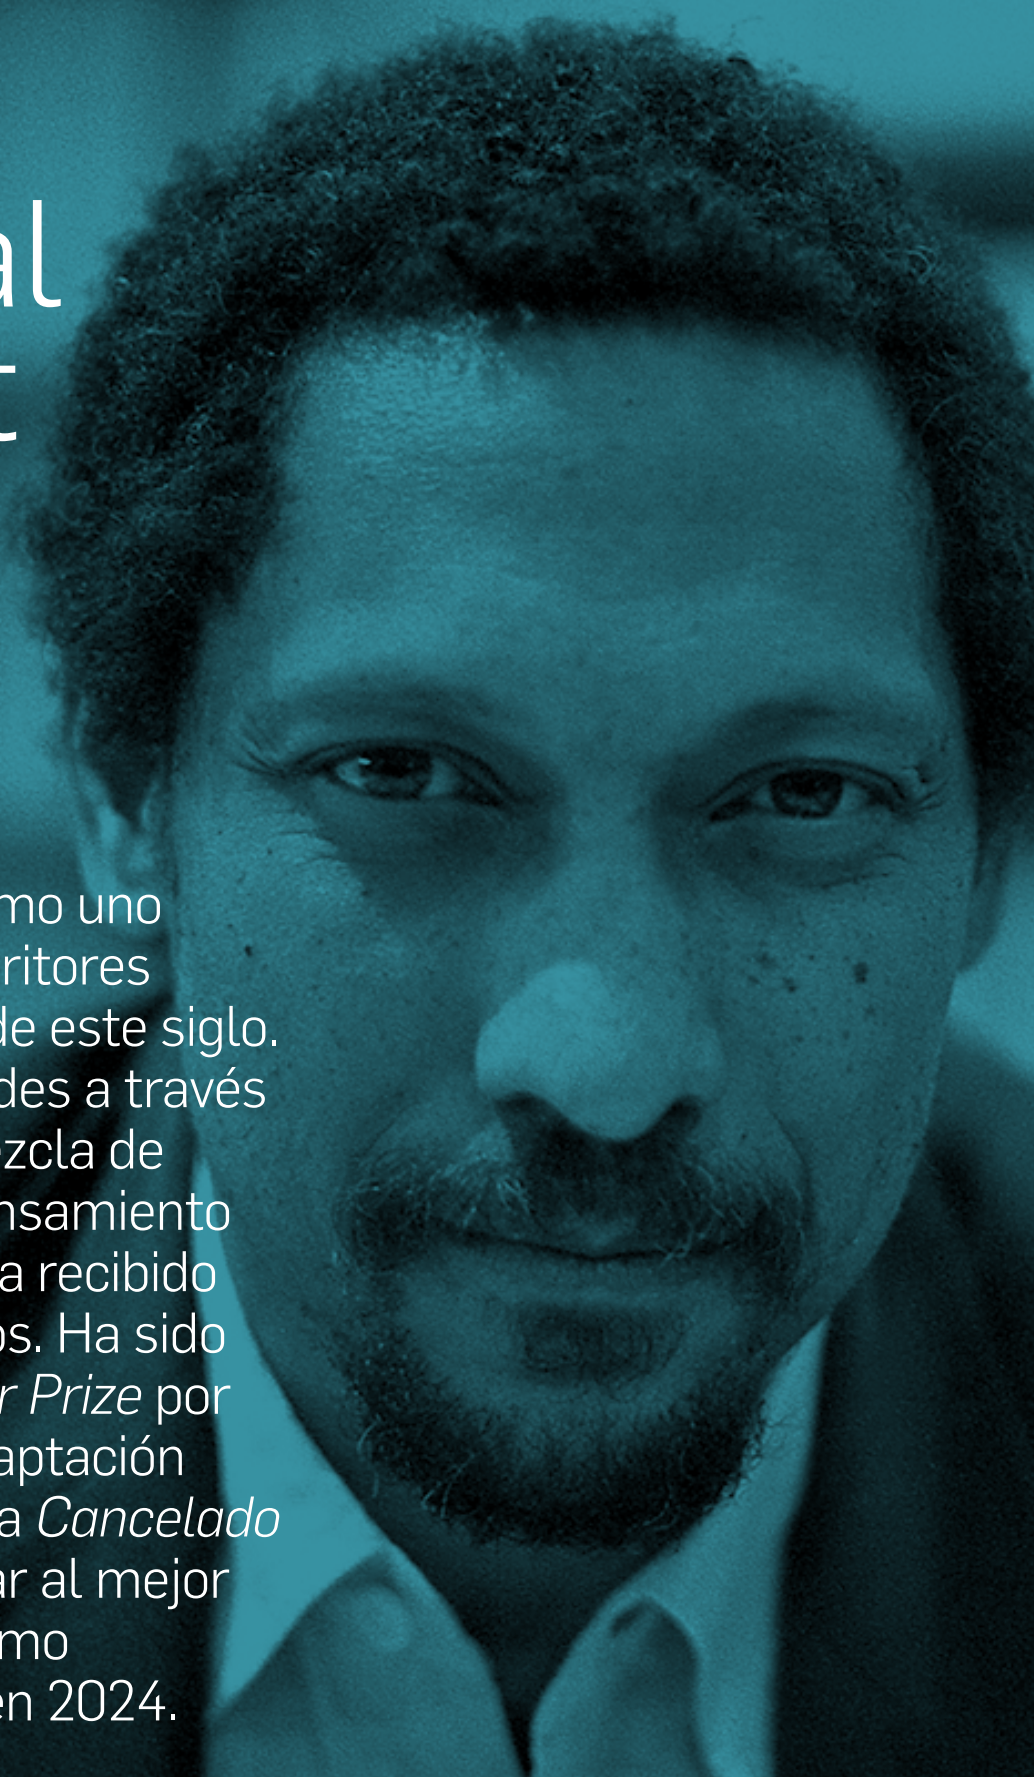 al
t
mo uno
ritores
de este siglo.
des a través
ezcla de
nsamiento
a recibido
os. Ha sido
r Prize por
aptación
a Cancelado
ar al mejor
mo
en 2024.